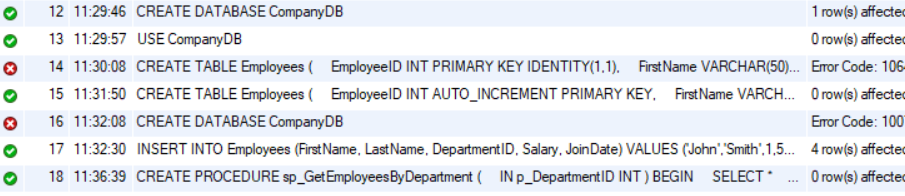 12 11:29:46 CREATE DATABASE CompanyDB 1 row(s) affected
13 11:29:57 USE CompanyDB 0 row(s) affected
14 11:30:08 CREATE TABLE Employees ( EmployeeID INT PRIMARY KEY IDENTITY(1,1), FirstName VARCHAR(50)... Error Code: 106
15 11:31:50 CREATE TABLE Employees ( EmployeeID INT AUTO_INCREMENT PRIMARY KEY, FirstName VARCH... 0 row(s) affected
16 11:32:08 CREATE DATABASE CompanyDB Error Code: 100
17 11:32:30 INSERT INTO Employees (FirstName, LastName, DepartmentID, Salary, JoinDate) VALUES ('John','Smith',1,5... 4 row(s) affected
18 11:36:39 CREATE PROCEDURE sp_GetEmployeesByDepartment ( IN p_DepartmentID INT ) BEGIN SELECT * ... 0 row(s) affected